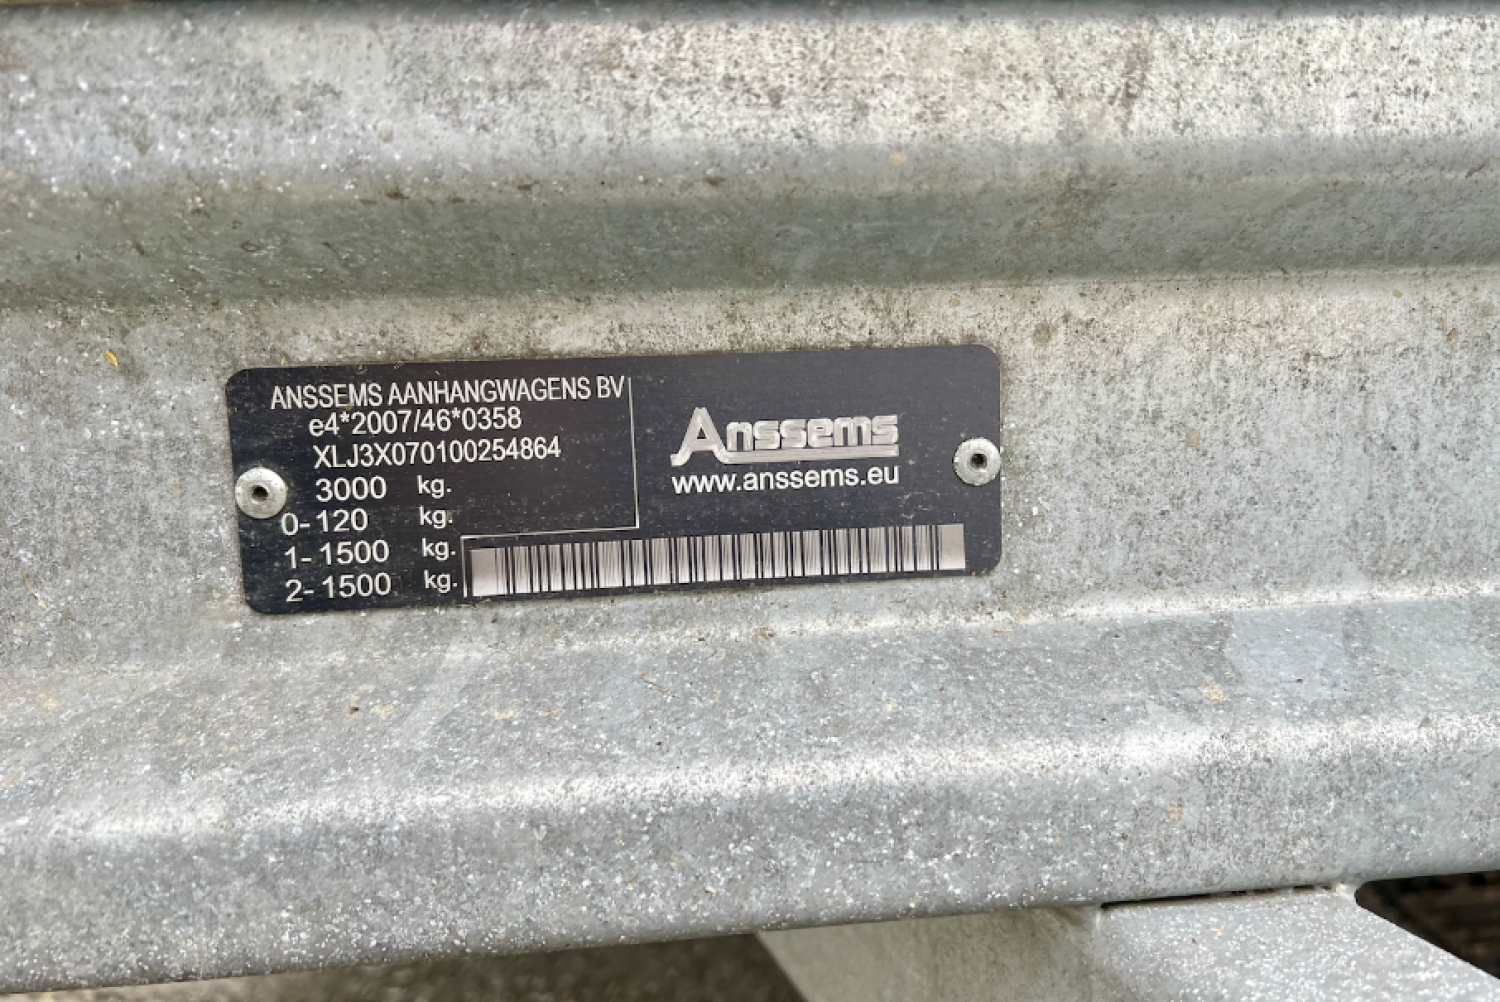 ANSSEMS AANHANGWAGENS BV
e4*2007/46*0358
XLJ3X070100254864
3000 kg.
0-120 kg.
1-1500 kg.
2-1500 kg.
Anssems
www.anssems.eu